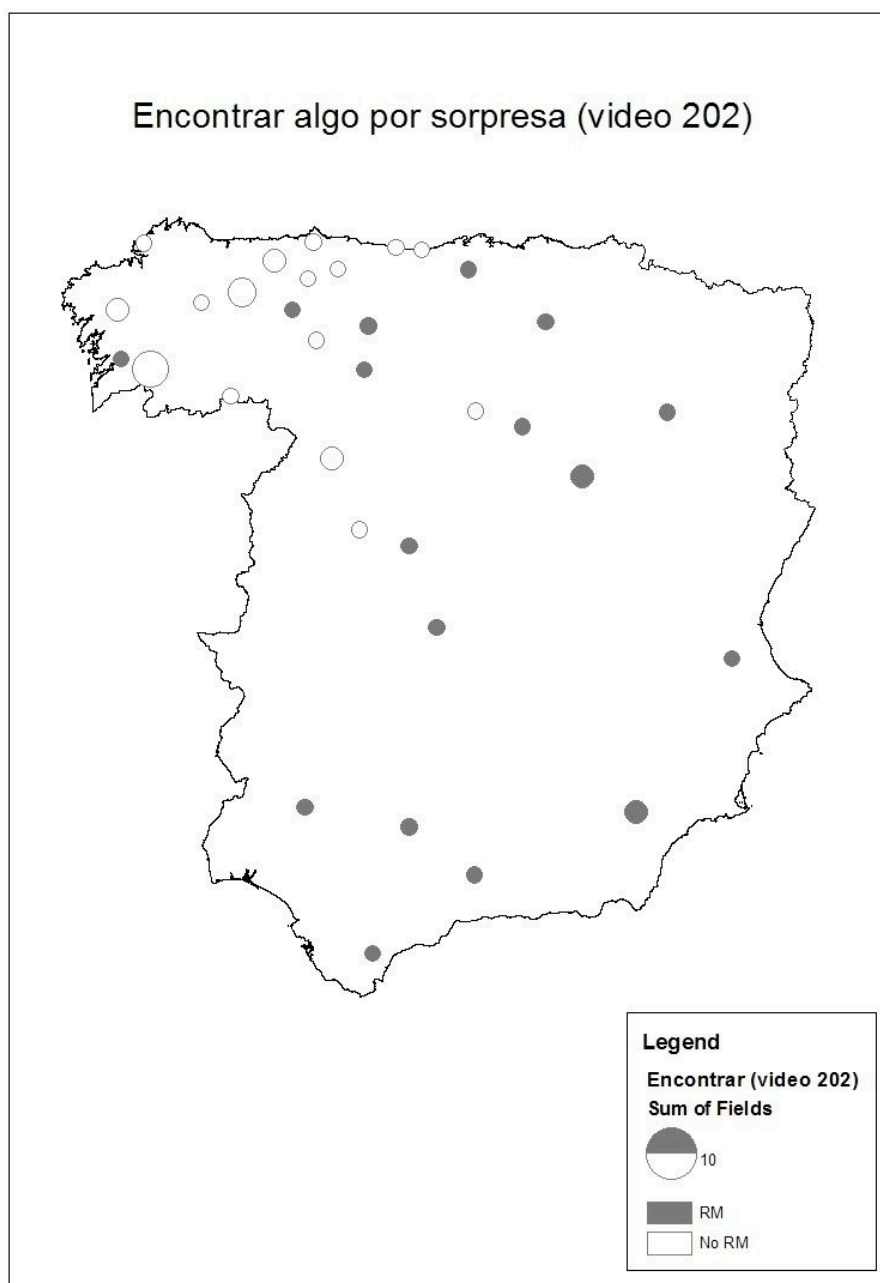 Encontrar algo por sorpresa (video 202)
Legend
Encontrar (video 202)
Sum of Fields
10
RM
No RM